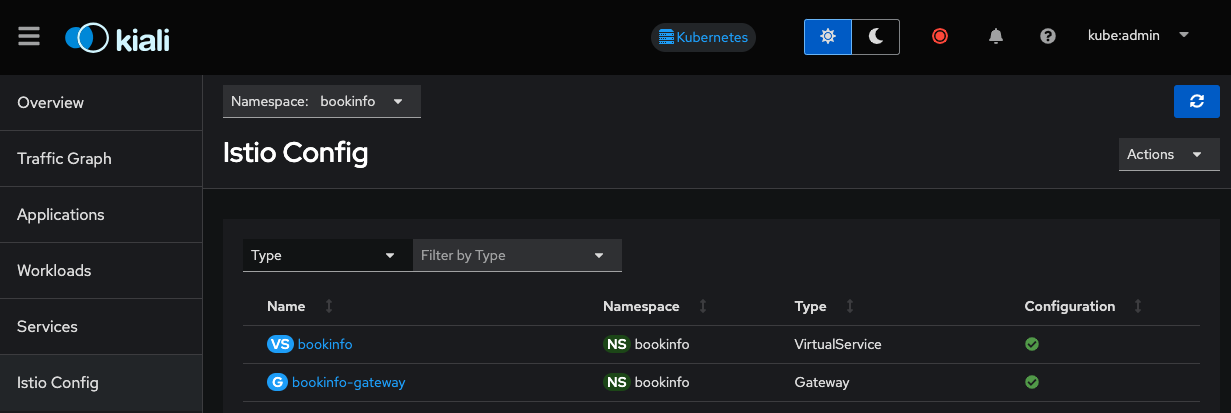 kiali
Kubernetes
kube:admin
Overview
Traffic Graph
Applications
Workloads
Services
Istio Config
Namespace: bookinfo
Istio Config
Actions
Type
Filter by Type
Name Namespace Type Configuration
VS bookinfo NS bookinfo VirtualService
G bookinfo-gateway NS bookinfo Gateway